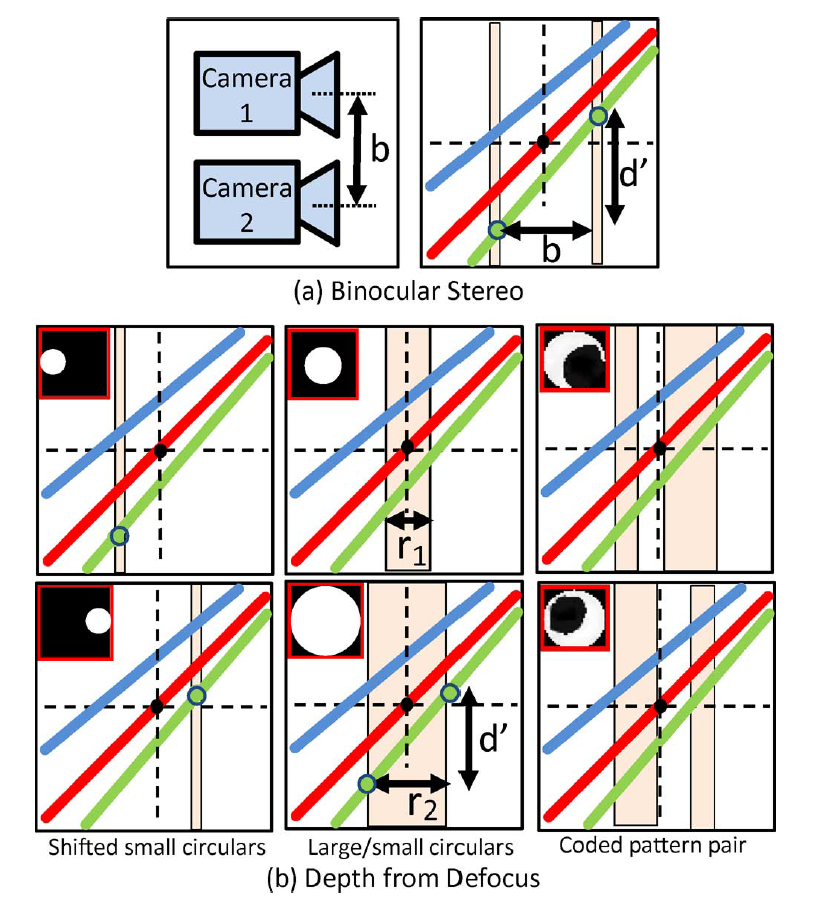 Camera
1
Camera
2
b
b
d’
(a) Binocular Stereo
r1
d’
r2
Shifted small circulars
Large/small circulars
Coded pattern pair
(b) Depth from Defocus